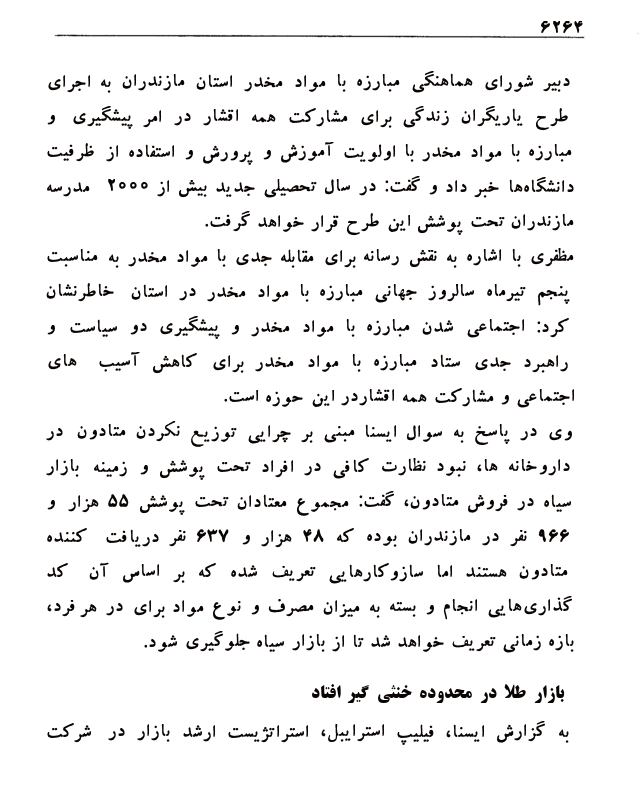 ۶۲۶۴
دبیر شورای هماهنگی مبارزه با مواد مخدر استان مازندران به اجرای
طرح یاریگران زندگی برای مشارکت همه اقشار در امر پیشگیری و
مبارزه با مواد مخدر با اولویت آموزش و پرورش و استفاده از ظرفیت
دانشگاه‌ها خبر داد و گفت: در سال تحصیلی جدید بیش از ۲۰۰۰ مدرسه
مازندران تحت پوشش این طرح قرار خواهد گرفت.
مظفری با اشاره به نقش رسانه برای مقابله جدی با مواد مخدر به مناسبت
پنجم تیرماه سالروز جهانی مبارزه با مواد مخدر در استان خاطرنشان
کرد: اجتماعی شدن مبارزه با مواد مخدر و پیشگیری دو سیاست و
راهبرد جدی ستاد مبارزه با مواد مخدر برای کاهش آسیب های
اجتماعی و مشارکت همه اقشاردر این حوزه است.
وی در پاسخ به سوال ایسنا مبنی بر چرایی توزیع نکردن متادون در
داروخانه ها، نبود نظارت کافی در افراد تحت پوشش و زمینه بازار
سیاه در فروش متادون، گفت: مجموع معتادان تحت پوشش ۵۵ هزار و
۹۶۶ نفر در مازندران بوده که ۴۸ هزار و ۶۳۷ نفر دریافت کننده
متادون هستند اما سازوکارهایی تعریف شده که بر اساس آن کد
گذاری‌هایی انجام و بسته به میزان مصرف و نوع مواد برای در هر فرد،
بازه زمانی تعریف خواهد شد تا از بازار سیاه جلوگیری شود.
بازار طلا در محدوده خنثی گیر افتاد
به گزارش ایسنا، فیلیپ استرایبل، استراتژیست ارشد بازار در شرکت